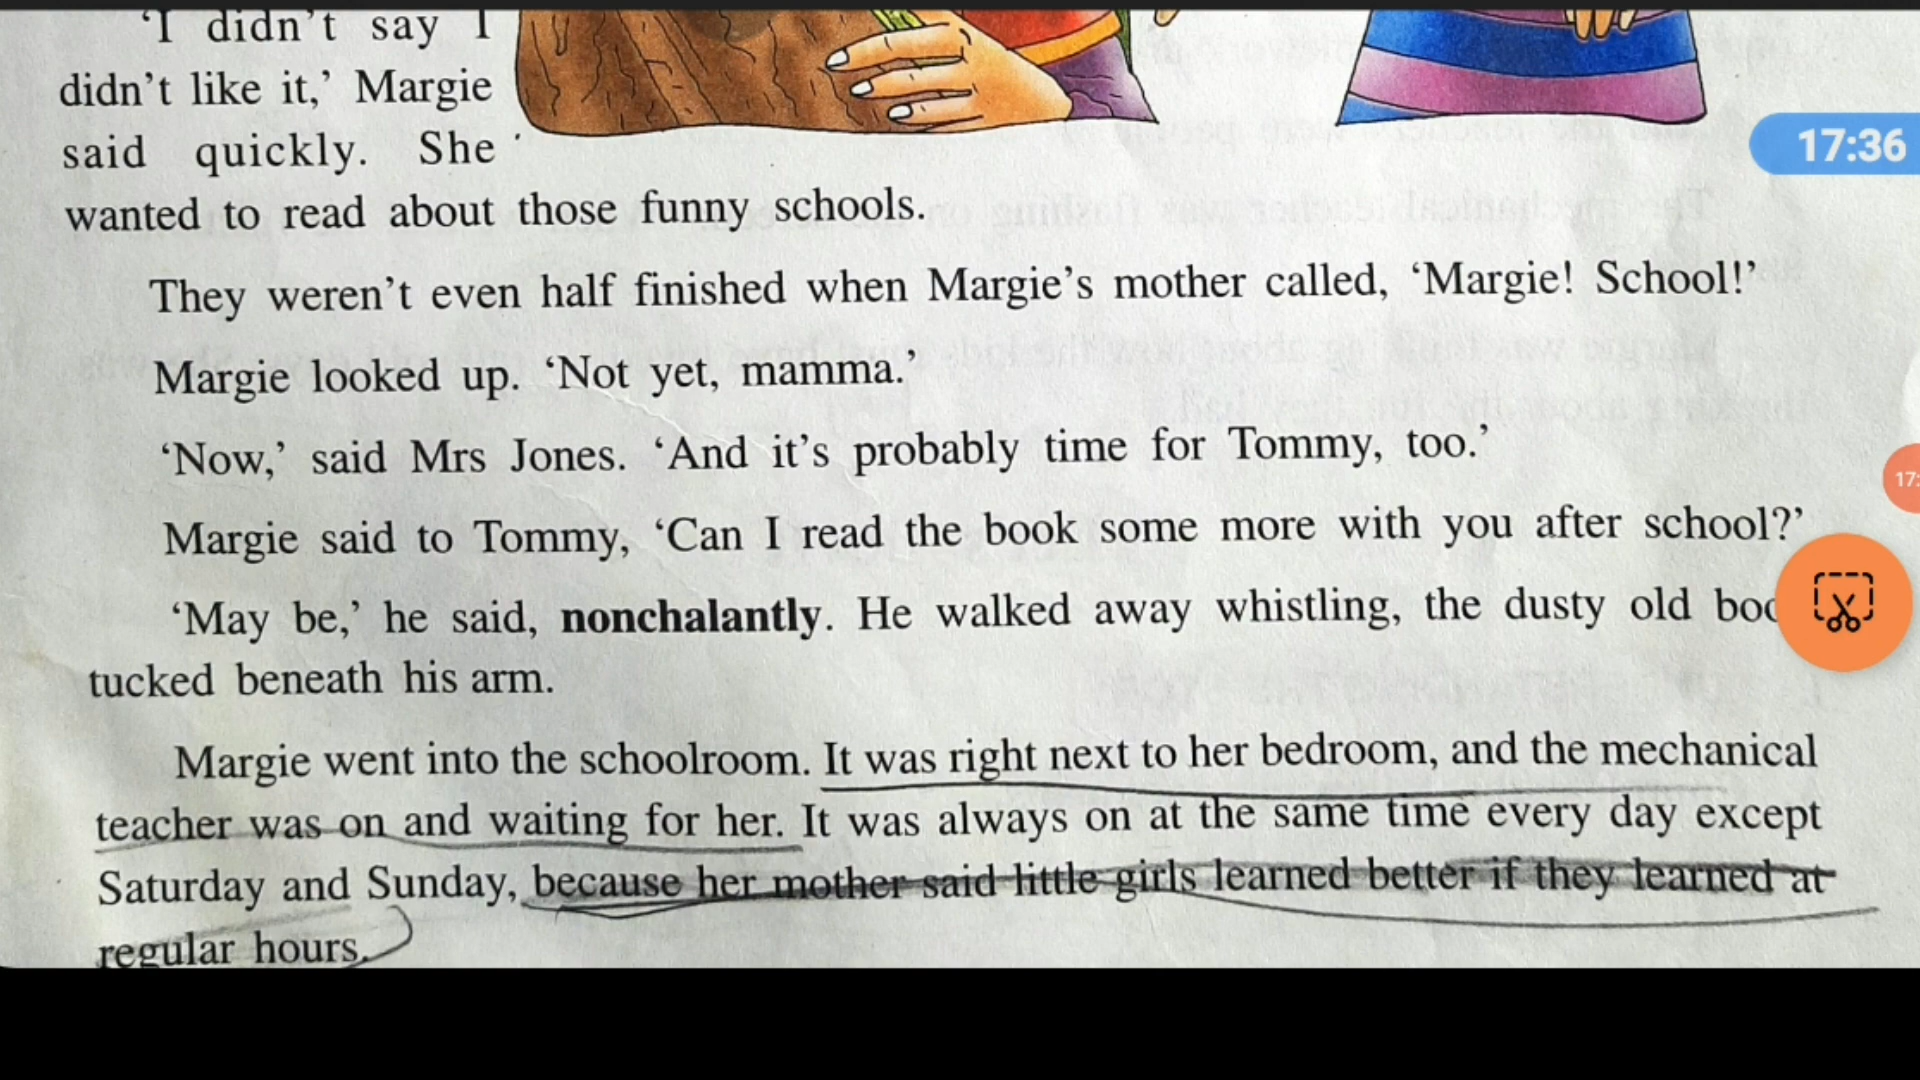 'I didn't say I
didn't like it,' Margie
said quickly. She
wanted to read about those funny schools.
They weren't even half finished when Margie's mother called, 'Margie! School!'
Margie looked up. 'Not yet, mamma.'
'Now,' said Mrs Jones. 'And it's probably time for Tommy, too.'
Margie said to Tommy, 'Can I read the book some more with you after school?'
'May be,' he said, nonchalantly. He walked away whistling, the dusty old
tucked beneath his arm.
Margie went into the schoolroom. It was right next to her bedroom, and the mechanical
teacher was on and waiting for her. It was always on at the same time every day except
Saturday and Sunday, because her mother said little girls learned better if they learned at
regular hours.
17:36
17: